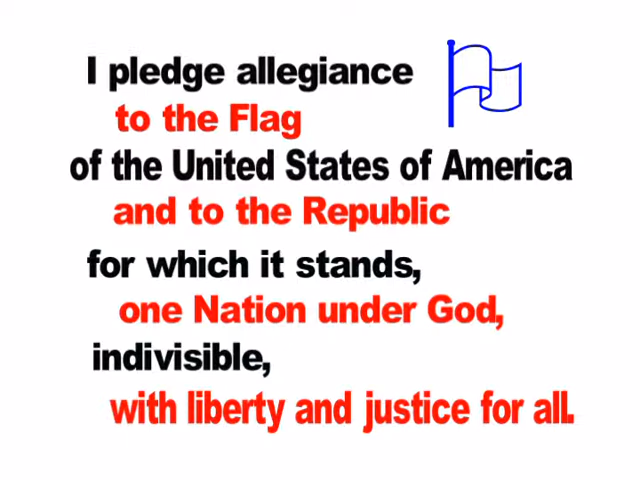 I pledge allegiance
to the Flag
of the United States of America
and to the Republic
for which it stands,
one Nation under God,
indivisible,
with liberty and justice for all.